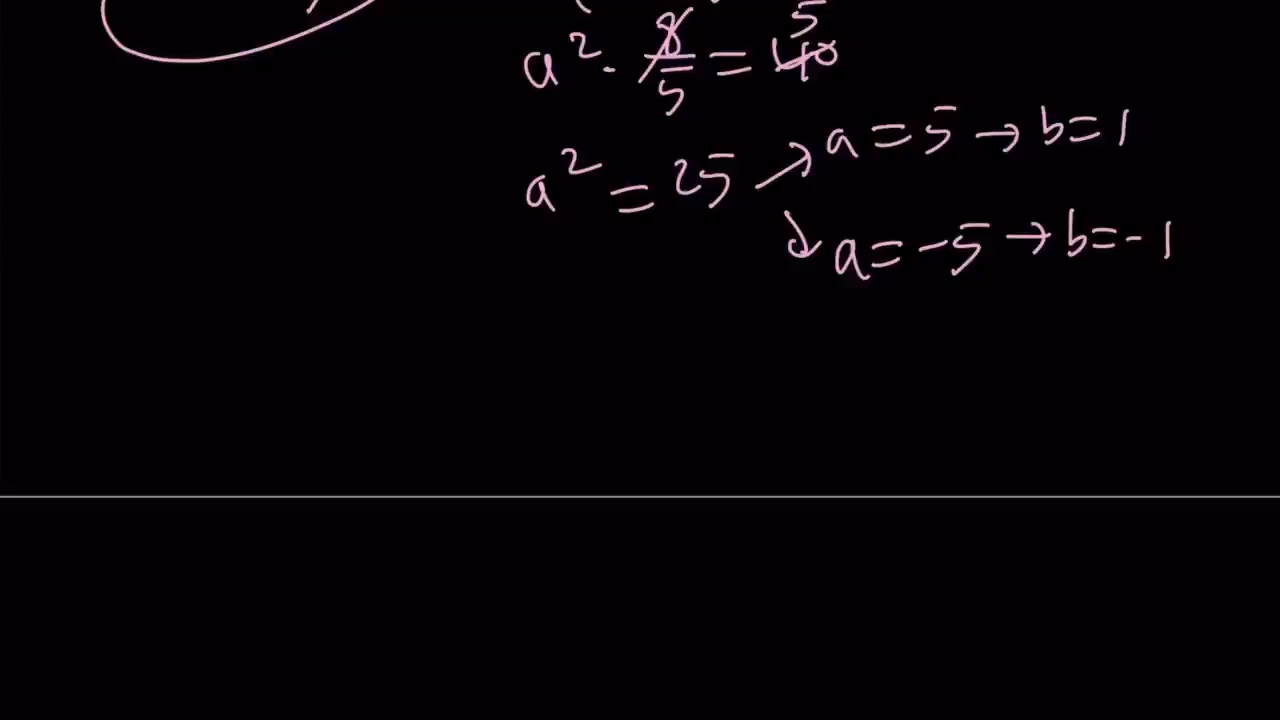 a² · 8/5 = 40 5
a² = 25 → a = 5 → b = 1
→ a = -5 → b = -1